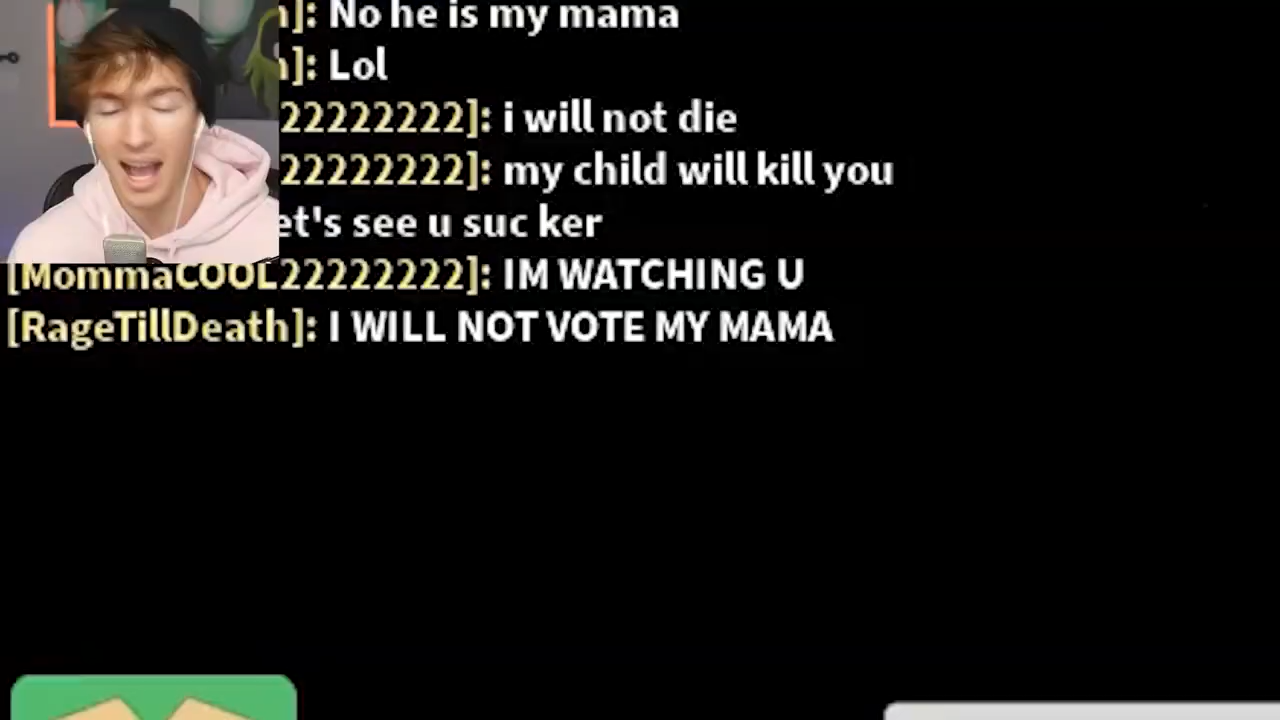 ]: No he is my mama
]: Lol
22222222]: i will not die
22222222]: my child will kill you
et's see u suc ker
[MommaCOOL22222222]: IM WATCHING U
[RageTillDeath]: I WILL NOT VOTE MY MAMA